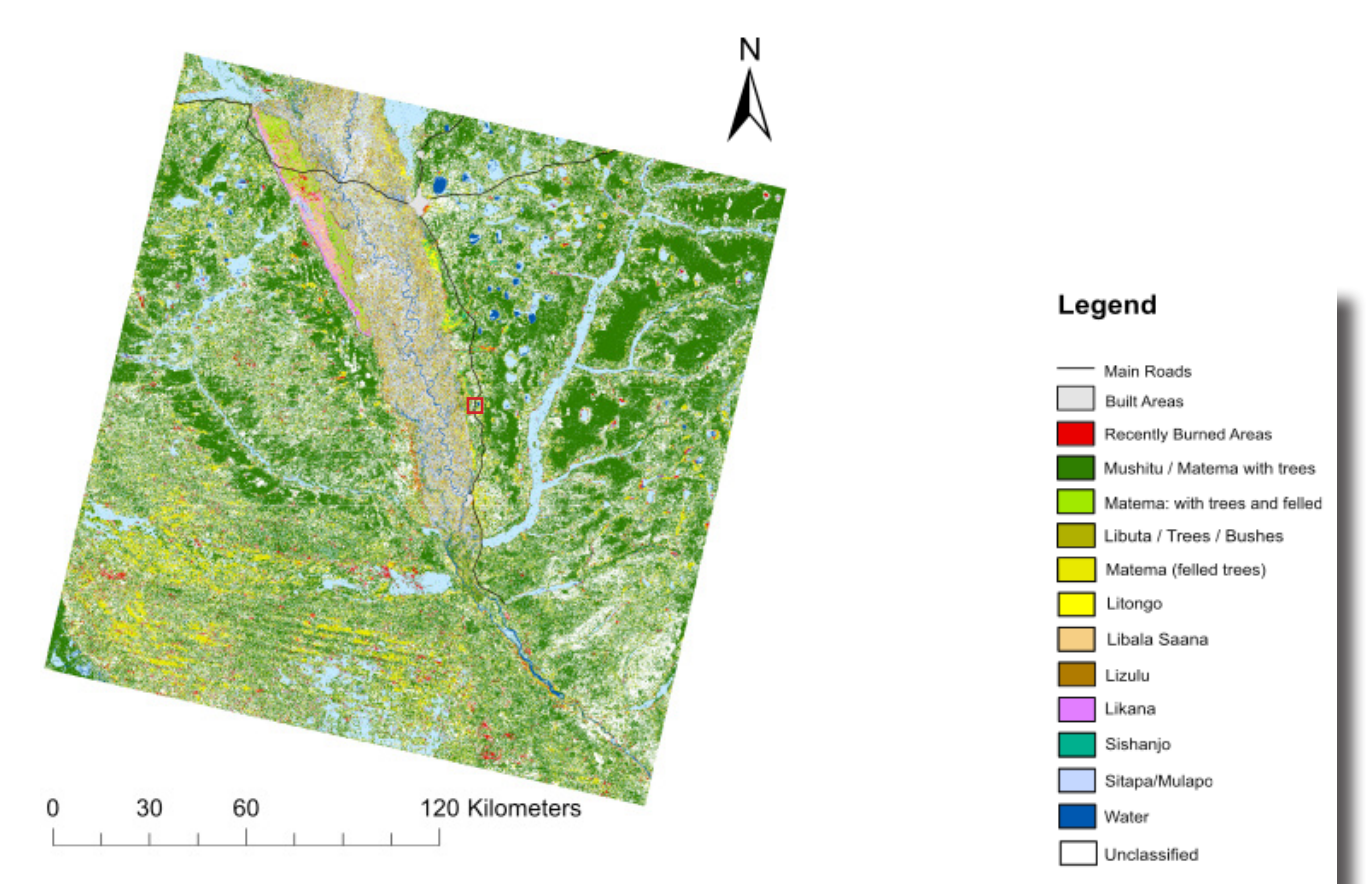 N
Legend
Main Roads
Built Areas
Recently Burned Areas
Mushitu / Matema with trees
Matema: with trees and felled
Libuta / Trees / Bushes
Matema (felled trees)
Litongo
Libala Saana
Lizulu
Likana
Sishanjo
Sitapa/Mulapo
Water
Unclassified
0 30 60 120 Kilometers